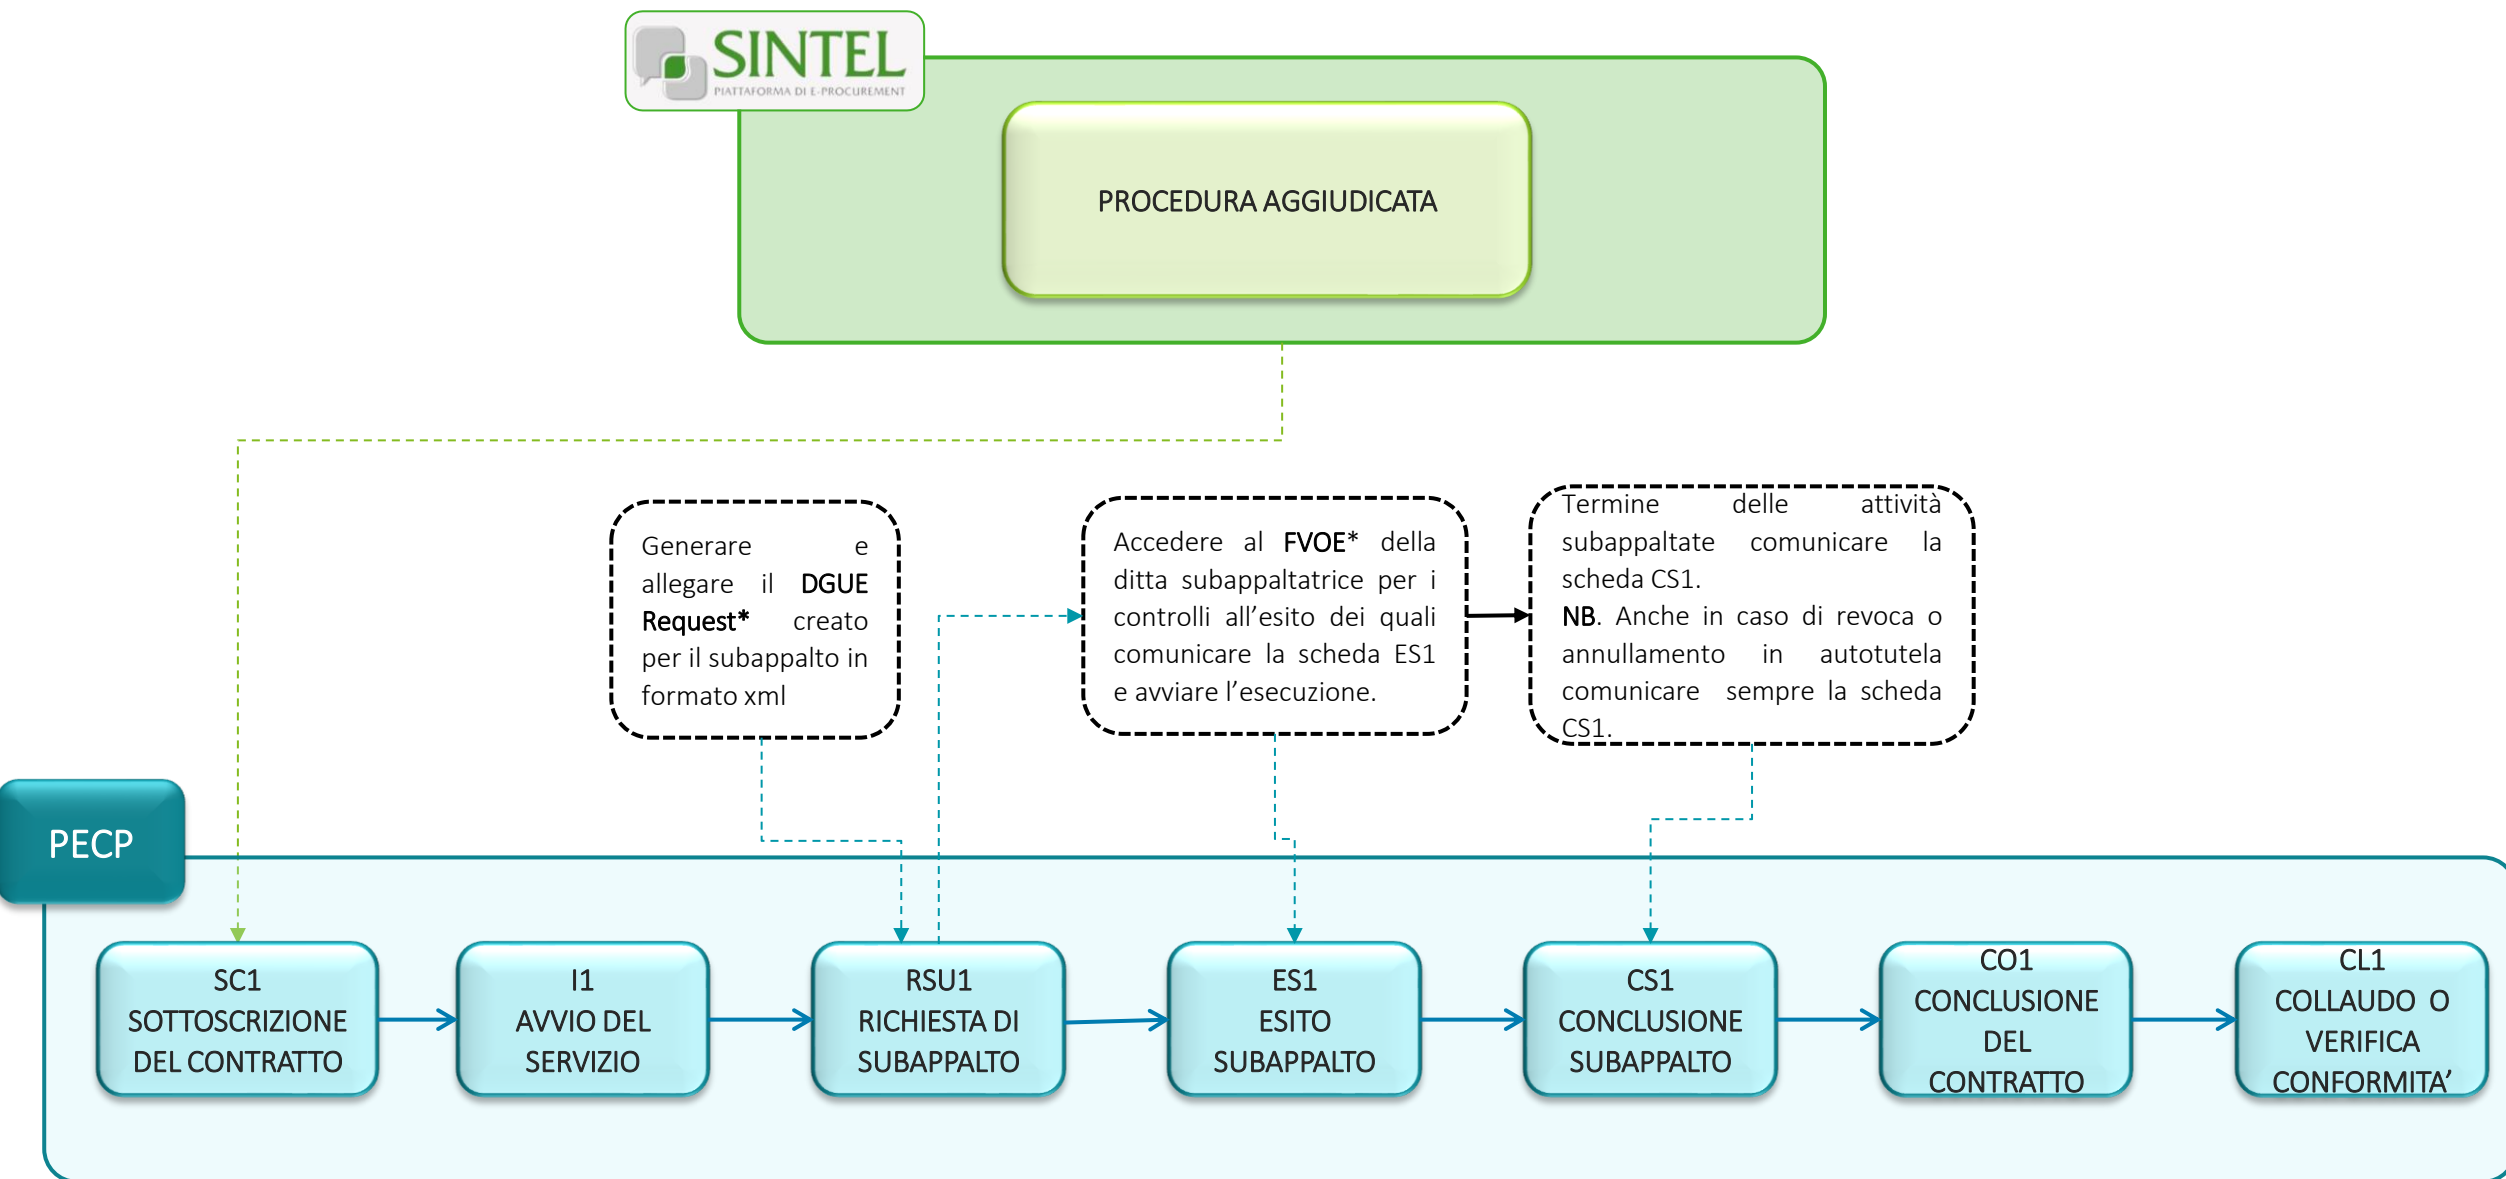 SINTEL
PIATTAFORMA DI E-PROCUREMENT
PROCEDURA AGGIUDICATA
Generare e
allegare il DGUE
Request* creato
per il subappalto in
formato xml
Accedere al FVOE* della
ditta subappaltatrice per i
controlli all’esito dei quali
comunicare la scheda ES1
e avviare l’esecuzione.
Termine delle attività
subappaltate comunicare la
scheda CS1.
NB. Anche in caso di revoca o
annullamento in autotutela
comunicare sempre la scheda
CS1.
PECP
SC1
SOTTOSCRIZIONE
DEL CONTRATTO
I1
AVVIO DEL
SERVIZIO
RSU1
RICHIESTA DI
SUBAPPALTO
ES1
ESITO
SUBAPPALTO
CS1
CONCLUSIONE
SUBAPPALTO
CO1
CONCLUSIONE
DEL
CONTRATTO
CL1
COLLAUDO O
VERIFICA
CONFORMITA’